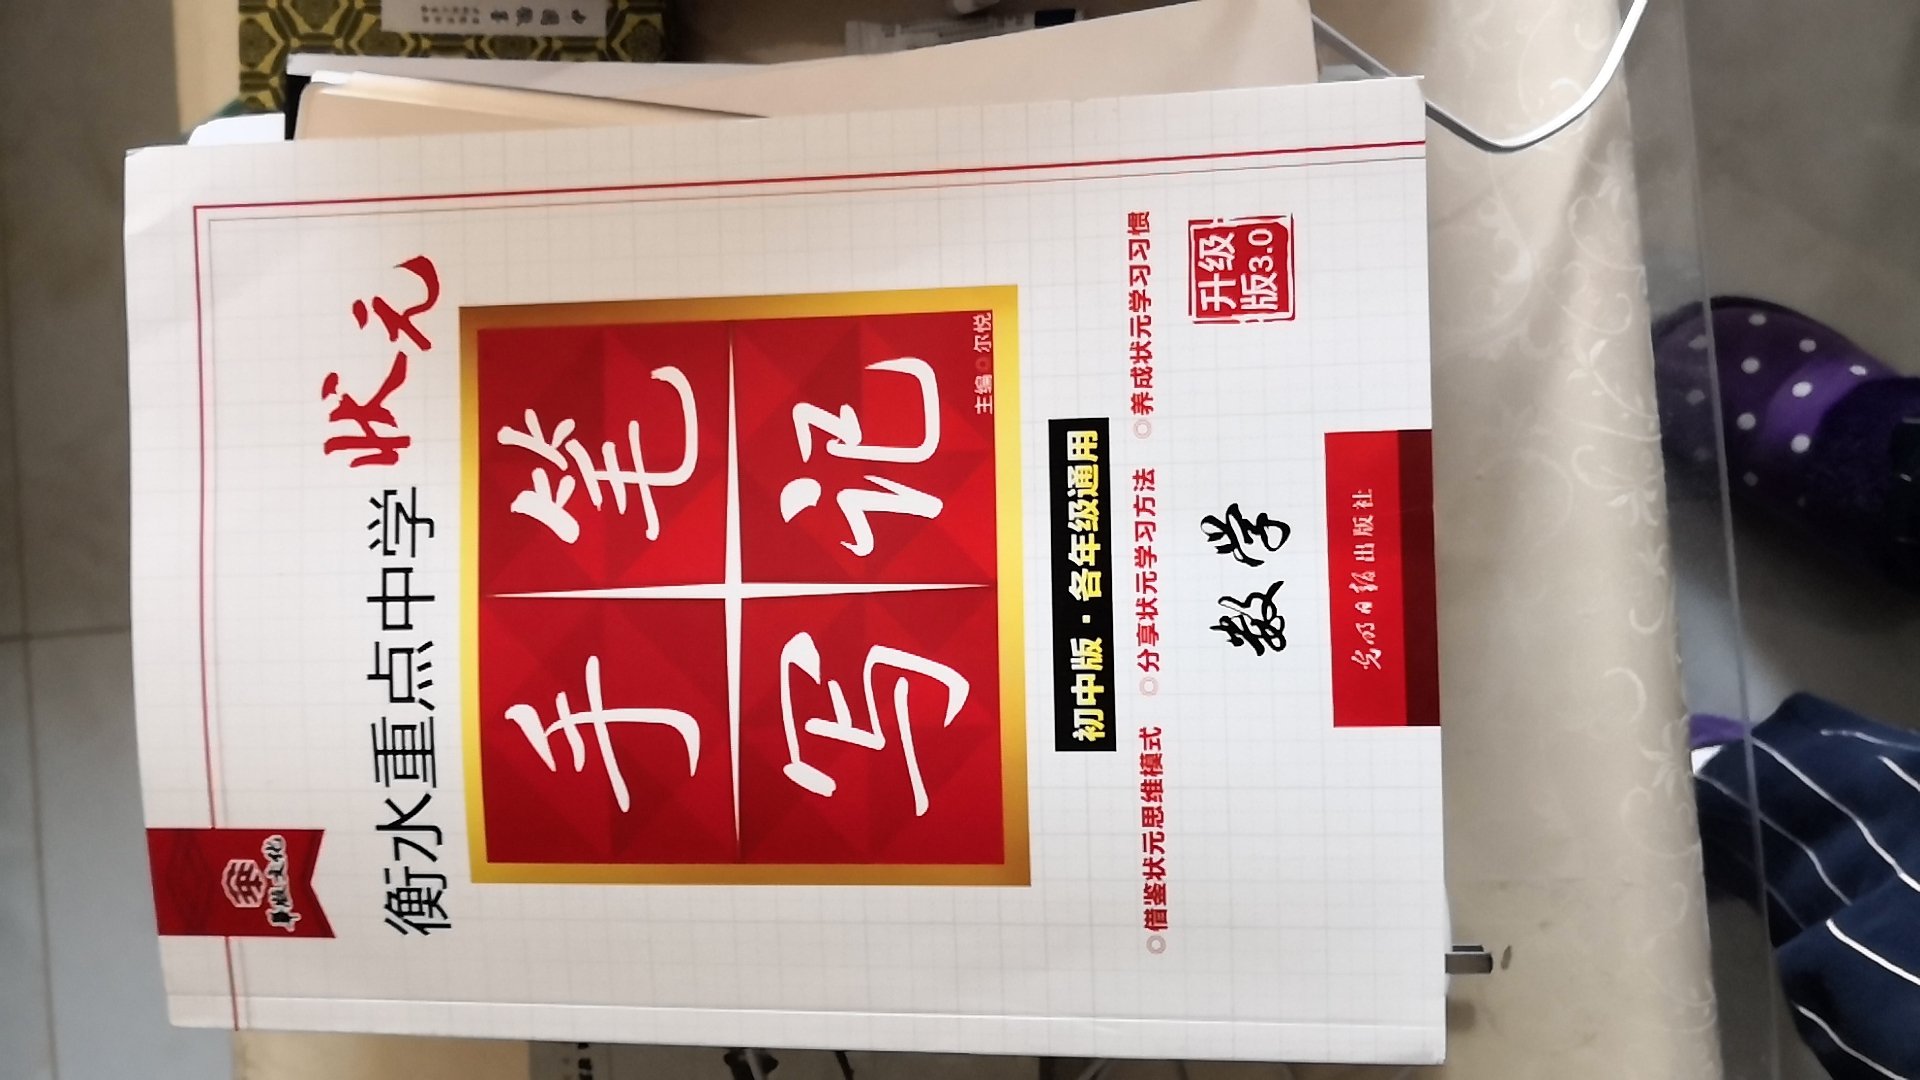 衡水重点中学状元
手写笔记
主编 尔悦
初中版·各年级通用
◎借鉴状元思维模式 ◎分享状元学习方法 ◎养成状元学习习惯
数学
升级
版3.0
光明日报出版社